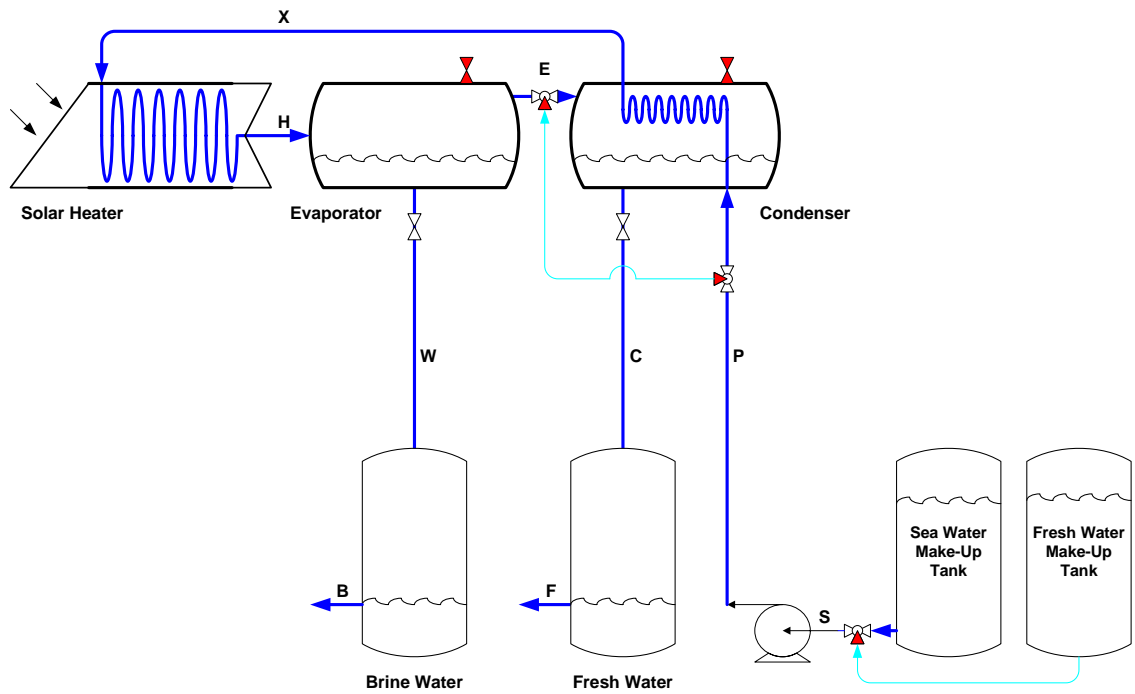 X
E
H
Solar Heater
Evaporator
Condenser
W
C
P
Sea Water
Make-Up
Tank
Fresh Water
Make-Up
Tank
B
F
S
Brine Water
Fresh Water